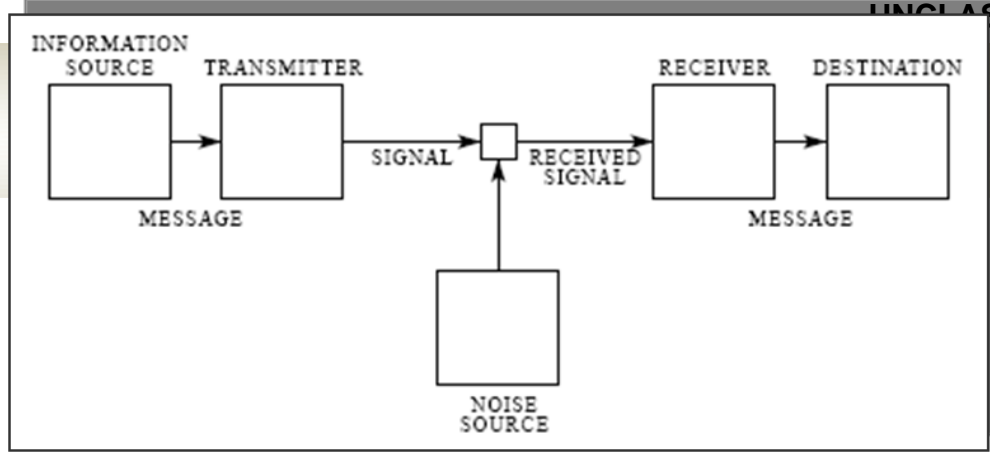 INFORMATION
SOURCE
TRANSMITTER
RECEIVER
DESTINATION
SIGNAL
RECEIVED
SIGNAL
MESSAGE
MESSAGE
NOISE
SOURCE